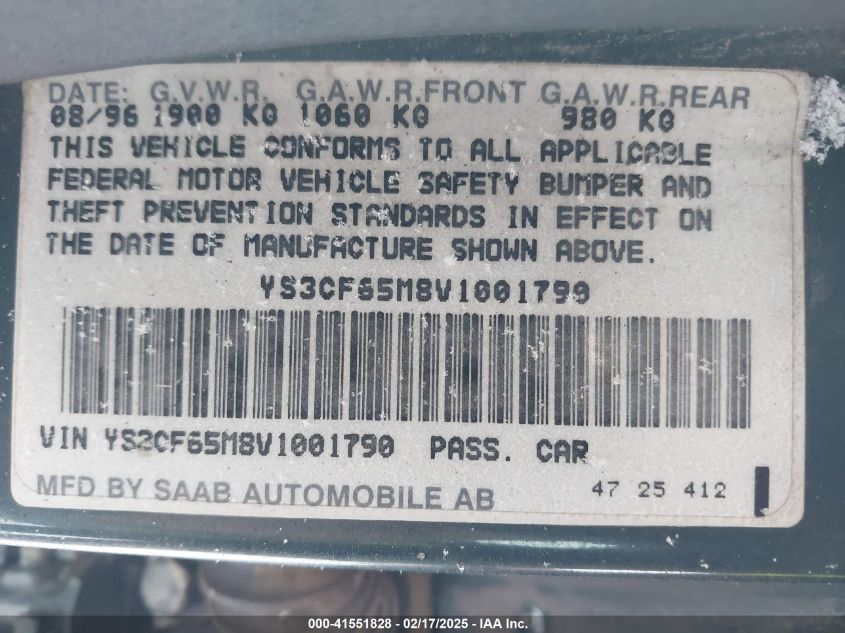 DATE: G.V.W.R. G.A.W.R.FRONT G.A.W.R.REAR
08/96 1900 KG 1060 KG 980 KG
THIS VEHICLE CONFORMS TO ALL APPLICABLE
FEDERAL MOTOR VEHICLE SAFETY BUMPER AND
THEFT PREVENTION STANDARDS IN EFFECT ON
THE DATE OF MANUFACTURE SHOWN ABOVE.
YS3CF65M8V1001790
VIN YS3CF65M8V1001790 PASS. CAR
MFD BY SAAB AUTOMOBILE AB 47 25 412
000-41551828 - 02/17/2025 - IAA Inc.